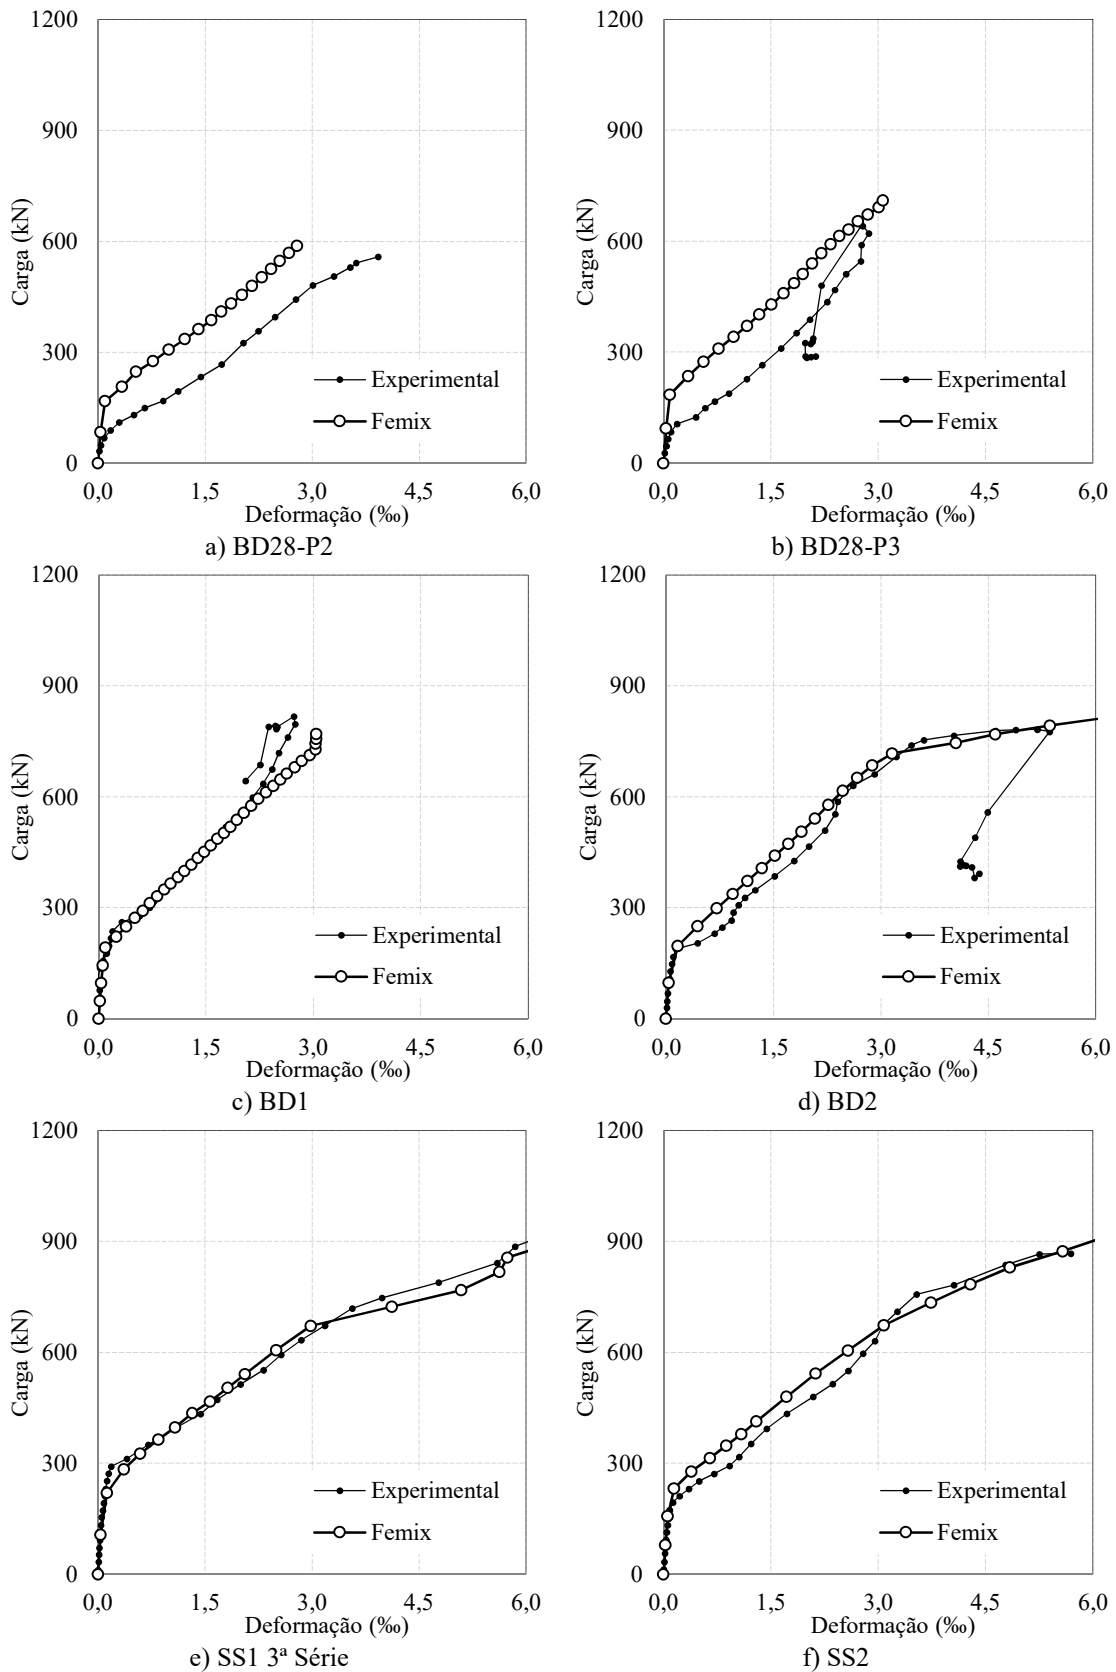 1200
900
600
300
0
Carga (kN)
Experimental
Femix
0,0 1,5 3,0 4,5 6,0
Deformação (‰)
a) BD28-P2
1200
900
600
300
0
Carga (kN)
Experimental
Femix
0,0 1,5 3,0 4,5 6,0
Deformação (‰)
b) BD28-P3
1200
900
600
300
0
Carga (kN)
Experimental
Femix
0,0 1,5 3,0 4,5 6,0
Deformação (‰)
c) BD1
1200
900
600
300
0
Carga (kN)
Experimental
Femix
0,0 1,5 3,0 4,5 6,0
Deformação (‰)
d) BD2
1200
900
600
300
0
Carga (kN)
Experimental
Femix
0,0 1,5 3,0 4,5 6,0
Deformação (‰)
e) SS1 3ª Série
1200
900
600
300
0
Carga (kN)
Experimental
Femix
0,0 1,5 3,0 4,5 6,0
Deformação (‰)
f) SS2